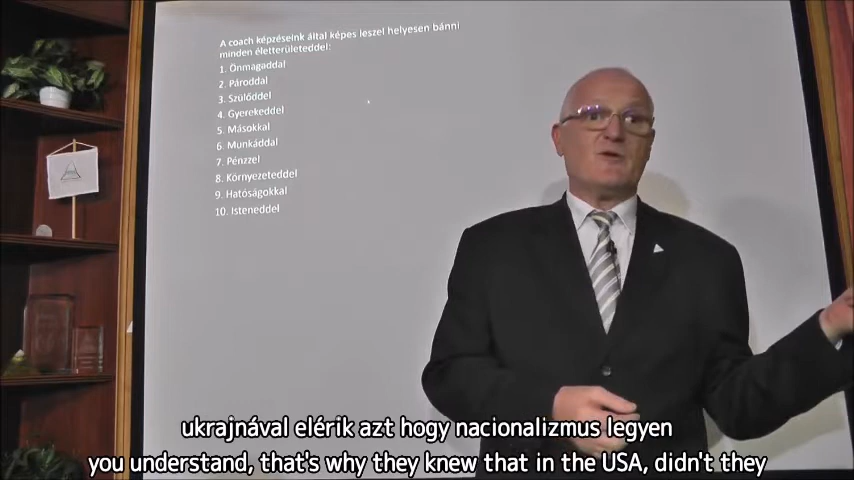 A coach képzéseink által képes leszel helyesen bánni
minden életterületeddel:
1. Önmagaddal
2. Pároddal
3. Szülőddel
4. Gyerekeddel
5. Másokkal
6. Munkáddal
7. Pénzzel
8. Környezeteddel
9. Hatóságokkal
10. Isteneddel
ukrajnával elérik azt hogy nacionalizmus legyen
you understand, that's why they knew that in the USA, didn't they